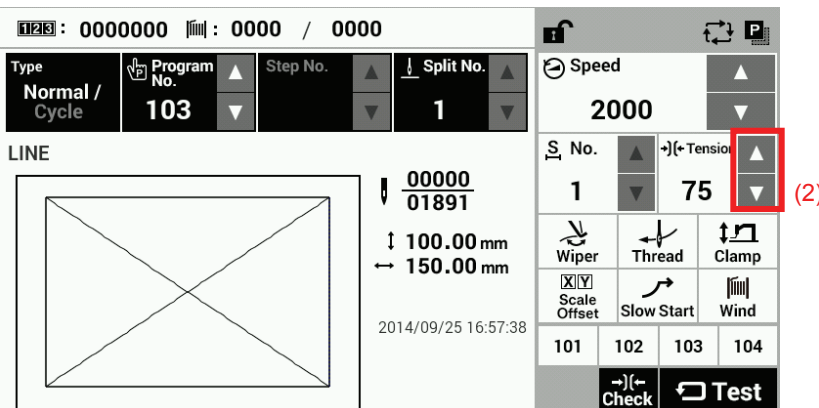 123: 0000000 : 0000 / 0000
P
Type
Normal /
Cycle
P Program
No.
103
Step No.
Split No.
1
Speed
2000
LINE
00000
01891
100.00 mm
150.00 mm
2014/09/25 16:57:38
S No.
1
Tension
75
(2)
Wiper
Thread
Clamp
XY
Scale
Offset
Slow Start
Wind
101 102 103 104
Check
Test